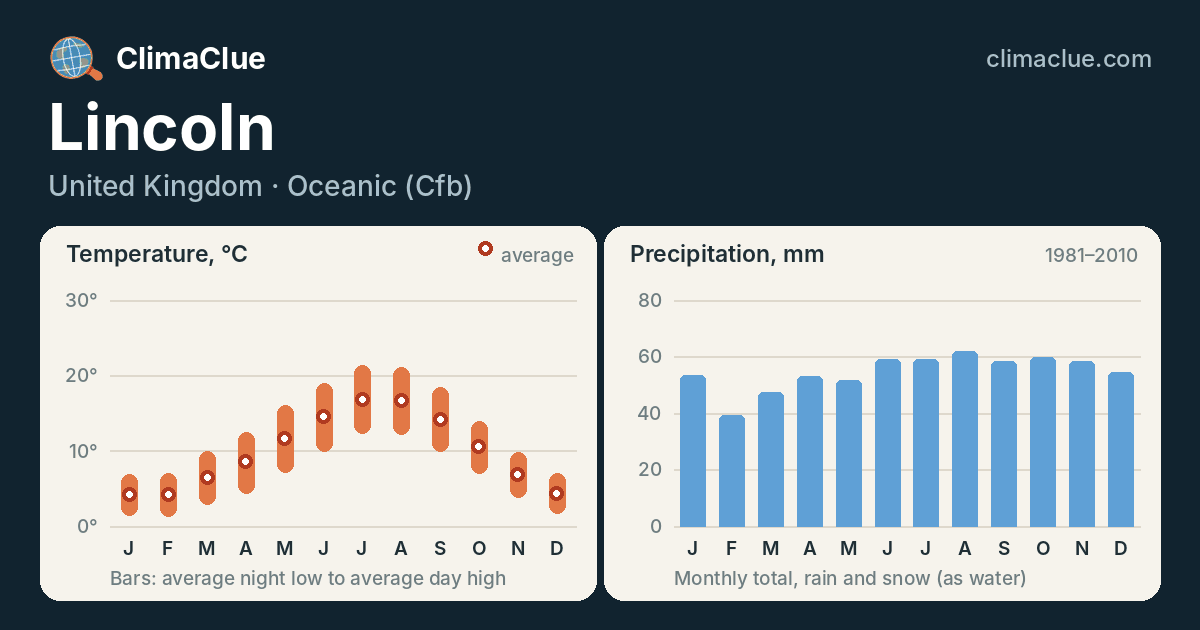 ClimaClue
climaclue.com
Lincoln
United Kingdom · Oceanic (Cfb)
Temperature, °C
average
30°
20°
10°
0°
J F M A M J J A S O N D
Bars: average night low to average day high
Precipitation, mm
1981–2010
80
60
40
20
0
J F M A M J J A S O N D
Monthly total, rain and snow (as water)